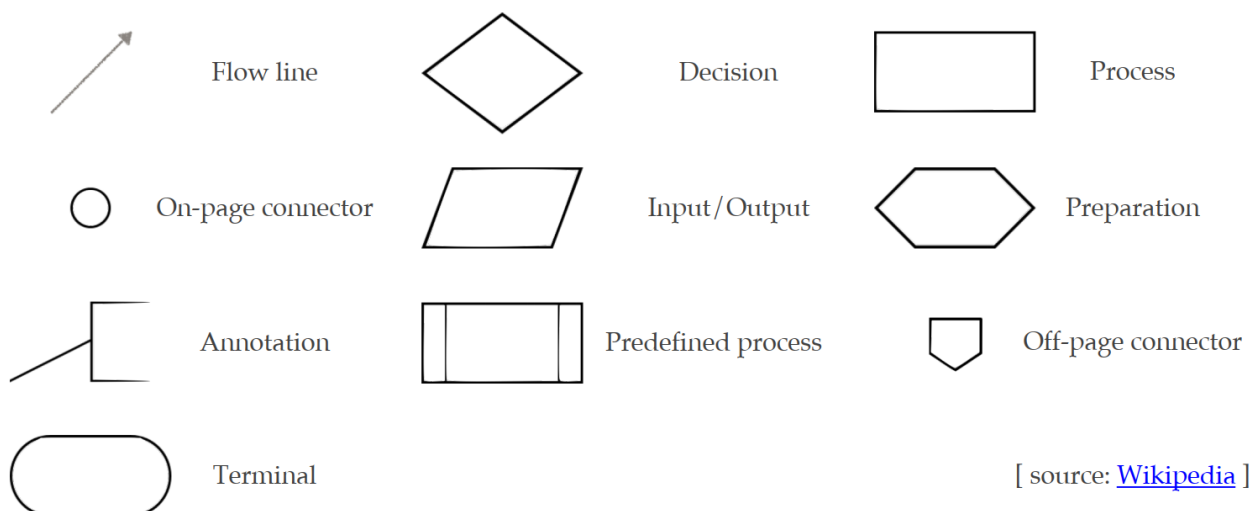 Flow line
Decision
Process
On-page connector
Input/Output
Preparation
Annotation
Predefined process
Off-page connector
Terminal
[ source: Wikipedia ]